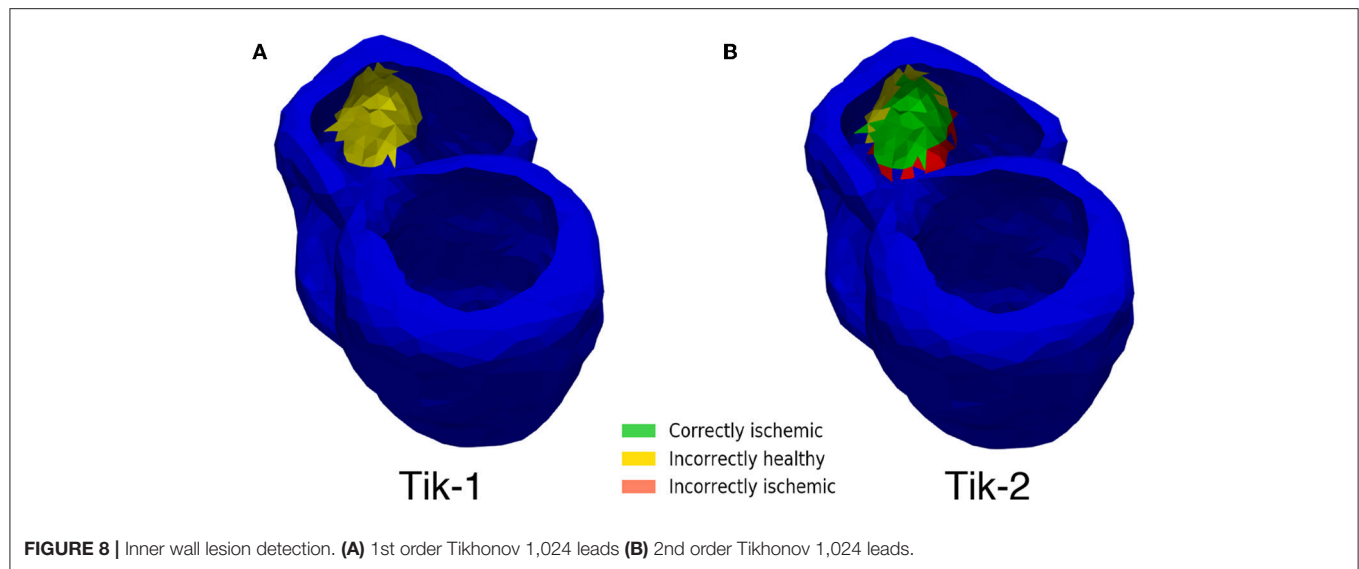 A
B
Correctly ischemic
Incorrectly healthy
Incorrectly ischemic
Tik-1
Tik-2
FIGURE 8 | Inner wall lesion detection. (A) 1st order Tikhonov 1,024 leads (B) 2nd order Tikhonov 1,024 leads.